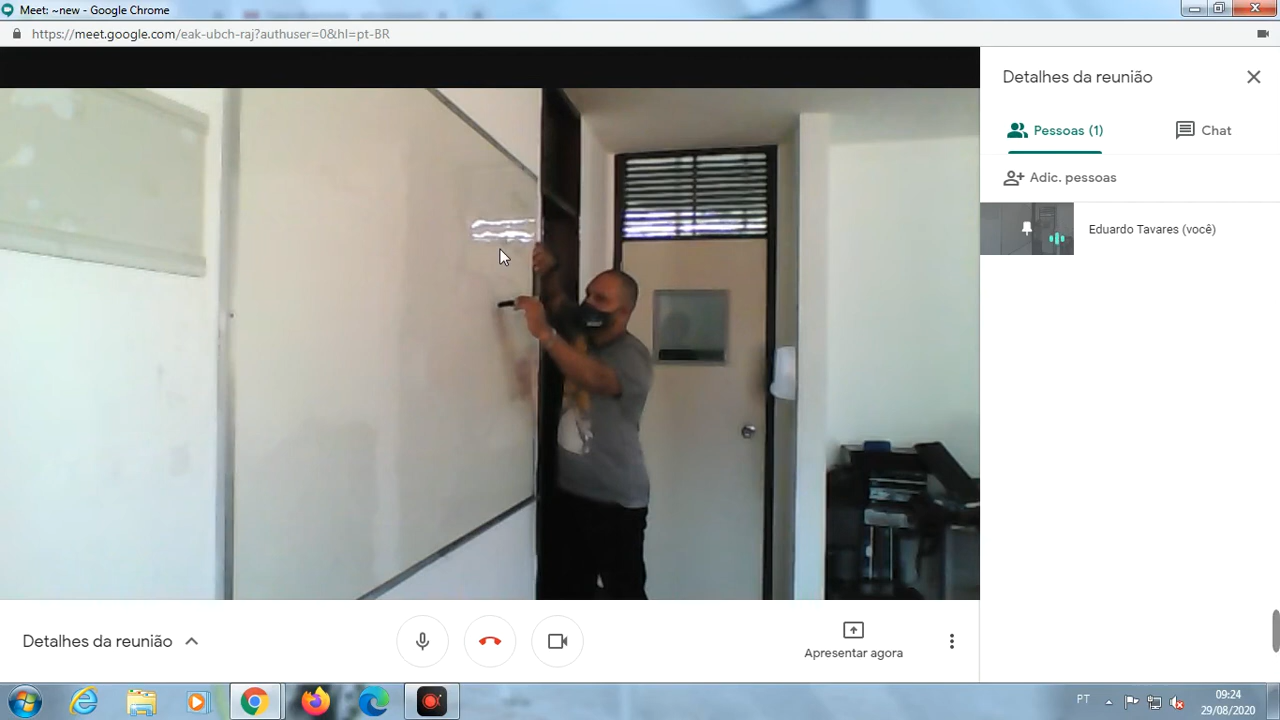 Meet: ~new - Google Chrome
https://meet.google.com/eak-ubch-raj?authuser=0&hl=pt-BR
Detalhes da reunião
Pessoas (1)
Chat
Adic. pessoas
Eduardo Tavares (você)
Detalhes da reunião
Apresentar agora
PT
09:24
29/08/2020